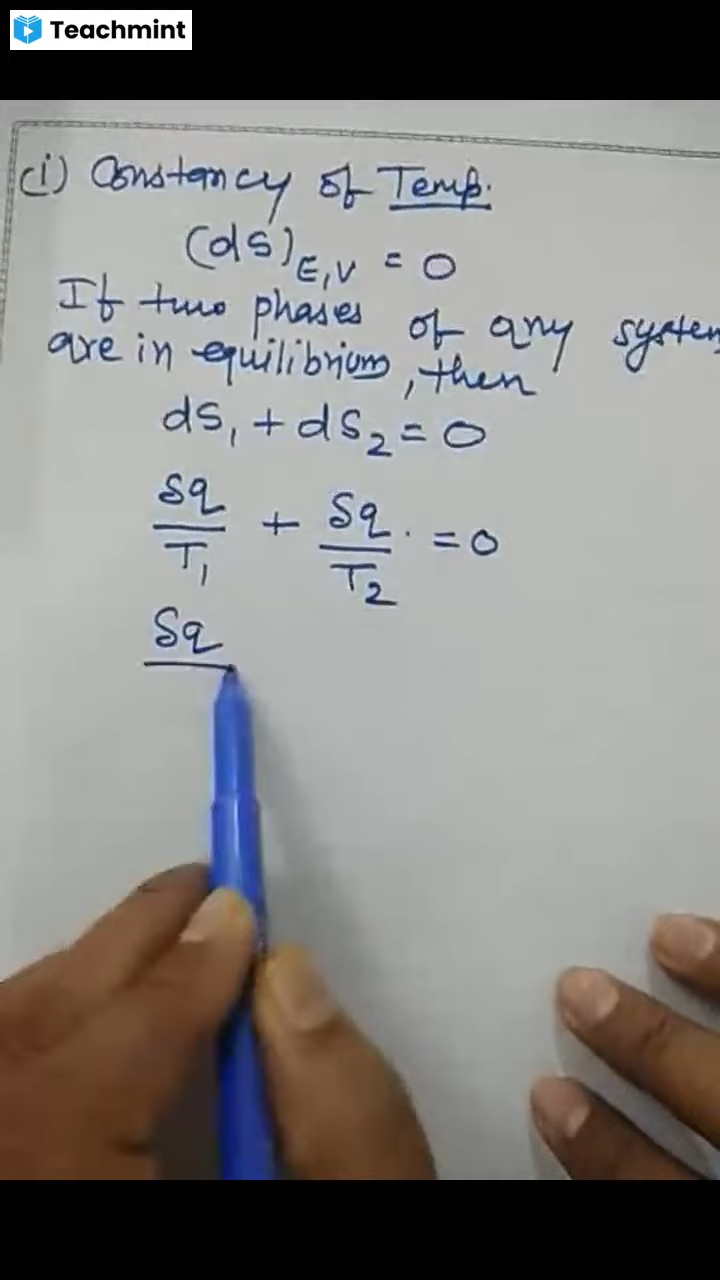 Teachmint
(i) Constancy of Temp.
(dS)E,V = 0
If two phases of any system
are in equilibrium, then
dS1 + dS2 = 0
δq/T1 + δq/T2 = 0
δq